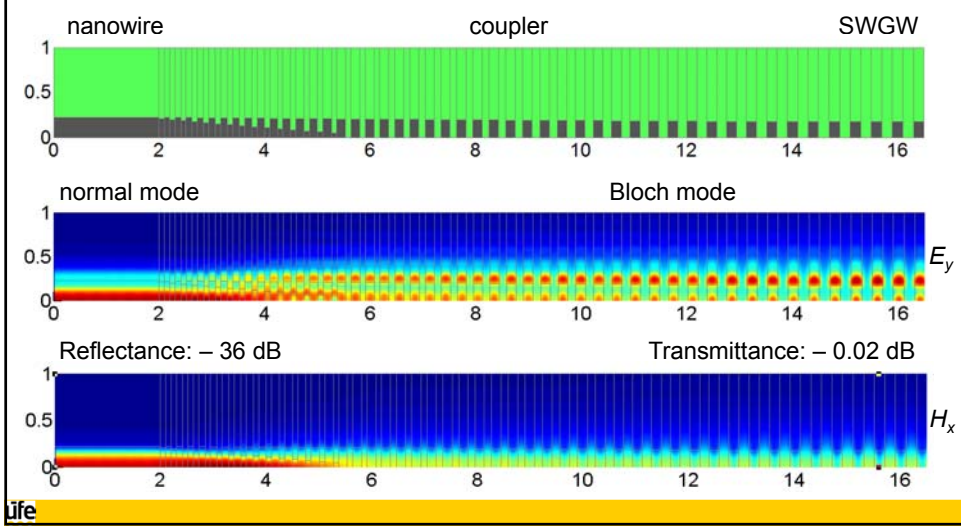 nanowire coupler SWGW
1
0.5
0
0 2 4 6 8 10 12 14 16
normal mode Bloch mode
1
0.5
0
E_y
0 2 4 6 8 10 12 14 16
Reflectance: – 36 dB Transmittance: – 0.02 dB
1
0.5
0
H_x
0 2 4 6 8 10 12 14 16
ufe